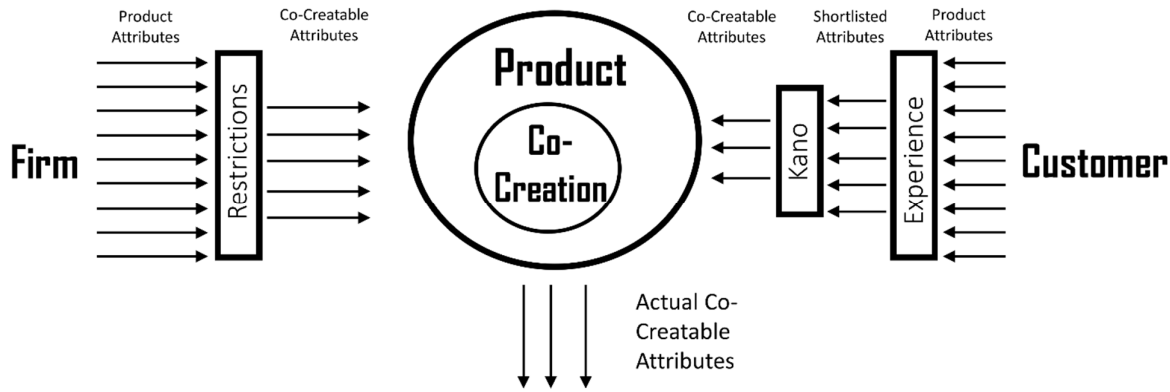 Product
Attributes
Co-Creatable
Attributes
Co-Creatable
Attributes
Shortlisted
Attributes
Product
Attributes
Firm
Restrictions
Product
Co-
Creation
Kano
Experience
Customer
Actual Co-
Creatable
Attributes